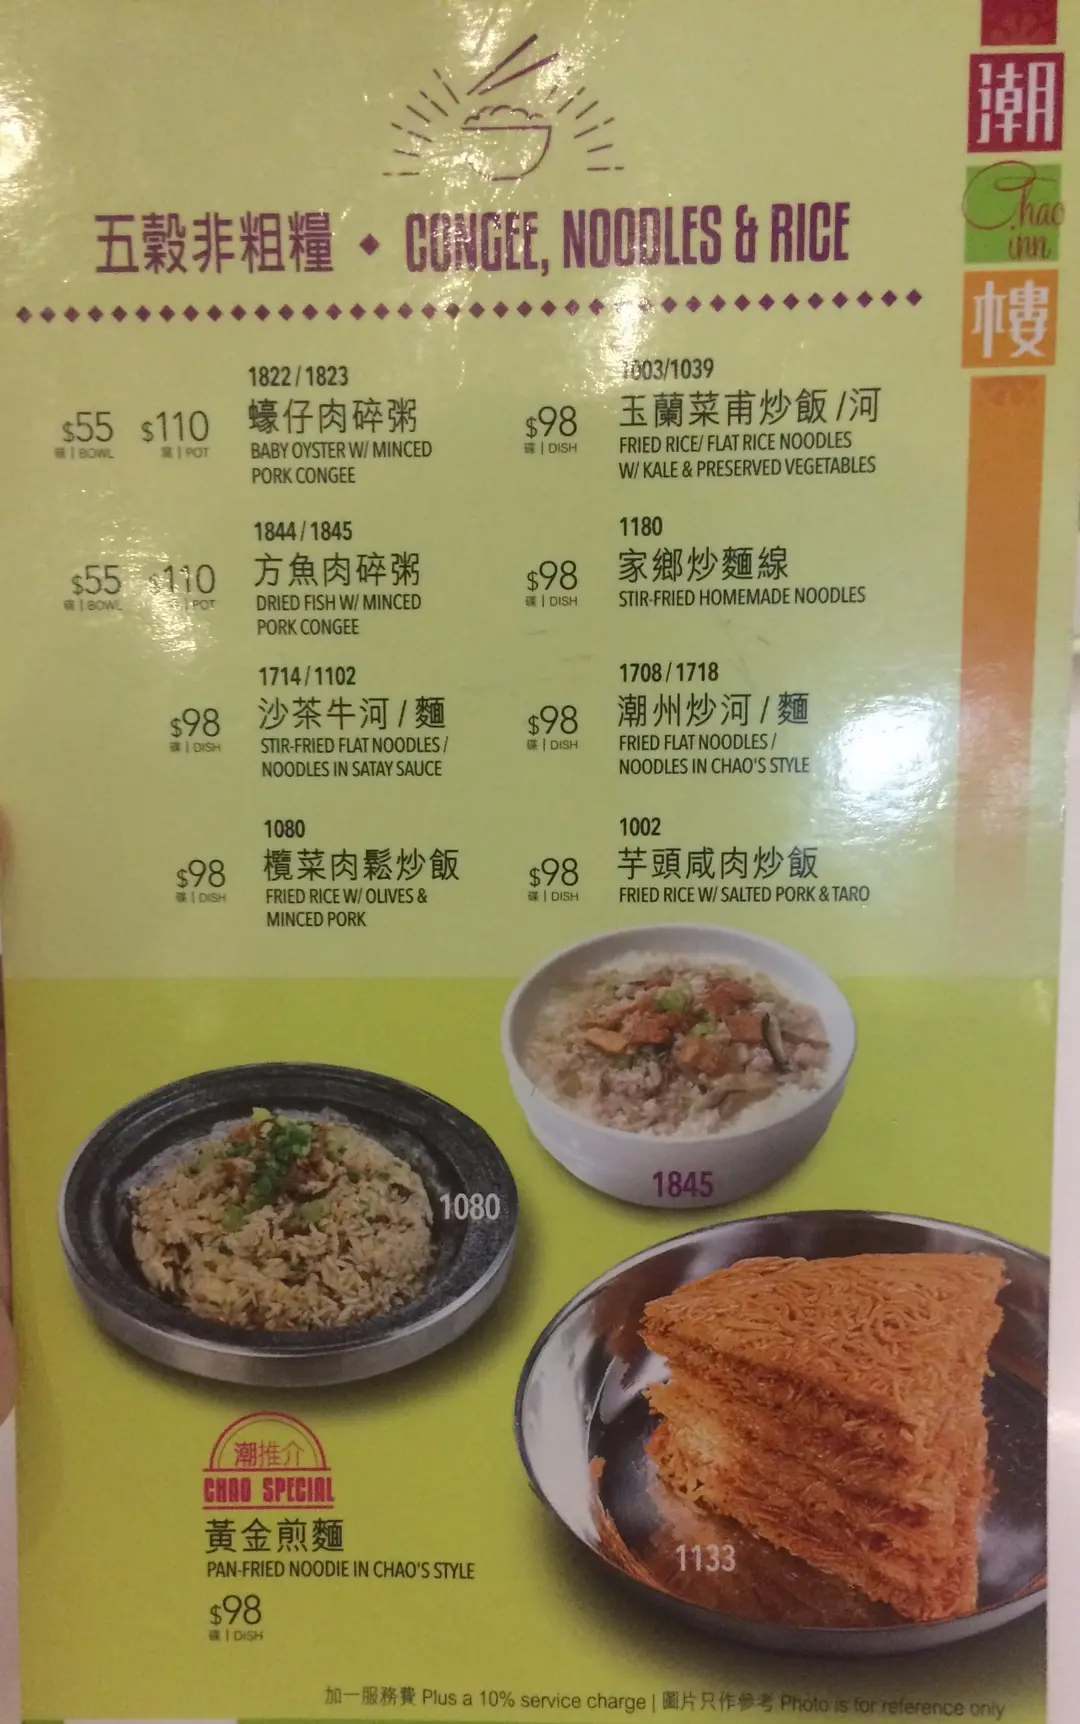 潮
Chao
inn
樓
五穀非粗糧 ◆ CONGEE, NOODLES & RICE
1822 / 1823
$55 $110 蠔仔肉碎粥
碗 | BOWL 窩 | POT
BABY OYSTER W/ MINCED
PORK CONGEE
1003/1039
$98 玉蘭菜甫炒飯 /河
碟 | DISH
FRIED RICE/ FLAT RICE NOODLES
W/ KALE & PRESERVED VEGETABLES
1844 / 1845
$55 $110 方魚肉碎粥
碗 | BOWL | POT
DRIED FISH W/ MINCED
PORK CONGEE
1180
$98 家鄉炒麵線
碟 | DISH
STIR-FRIED HOMEMADE NOODLES
1714 / 1102
$98 沙茶牛河 / 麵
碟 | DISH
STIR-FRIED FLAT NOODLES /
NOODLES IN SATAY SAUCE
1708 / 1718
$98 潮州炒河 / 麵
碟 | DISH
FRIED FLAT NOODLES /
NOODLES IN CHAO'S STYLE
1080
$98 欖菜肉鬆炒飯
碟 | DISH
FRIED RICE W/ OLIVES &
MINCED PORK
1002
$98 芋頭咸肉炒飯
碟 | DISH
FRIED RICE W/ SALTED PORK & TARO
1845
1080
1133
潮推介
CHAO SPECIAL
黃金煎麵
PAN-FRIED NOODIE IN CHAO'S STYLE
$98
碟 | DISH
加一服務費 Plus a 10% service charge | 圖片只作參考 Photo is for reference only